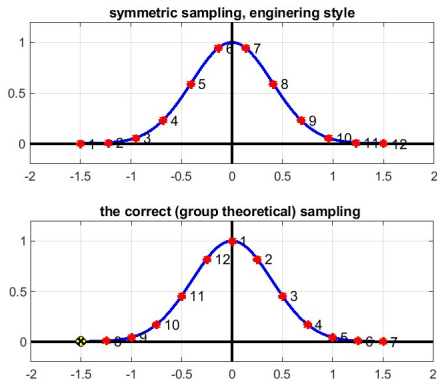 symmetric sampling, enginering style
1
0.5
0
1 2 3 4 5 6 7 8 9 10 11 12
-2 -1.5 -1 -0.5 0 0.5 1 1.5 2
the correct (group theoretical) sampling
1
0.5
0
8 9 10 11 12 1 2 3 4 5 6 7
-2 -1.5 -1 -0.5 0 0.5 1 1.5 2